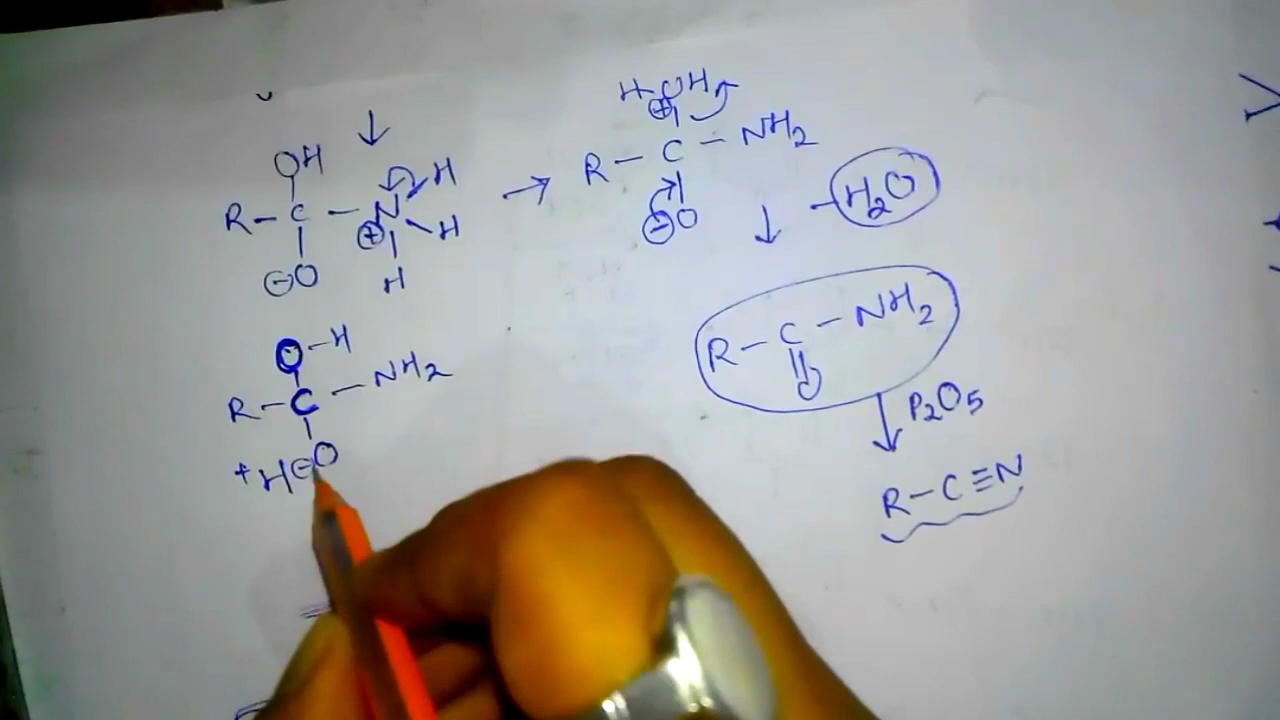 OH
R - C - N H
⊕ H
⊖O H
→
H OH
⊕
R - C - NH2
⊖O
- H2O
R - C - NH2
O
P2O5
R - C ≡ N
O - H
R - C - NH2
+ H ⊖O